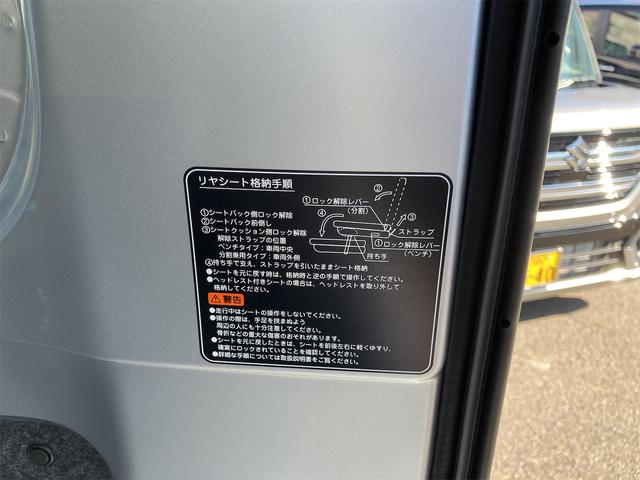 リヤシート格納手順
①シートバック側ロック解除
②シートバック前倒し
③シートクッション側ロック解除
解除ストラップの位置
ベンチタイプ：車両中央
分割乗用タイプ：車両外側
④持ち手で支え、ストラップを引いたままシート格納
●シートを元に戻す時は、格納時と逆の手順で操作してください。
●ヘッドレスト付きシートの場合は、ヘッドレストを取り外して
格納してください。
①ロック解除レバー
(分割)
②
③
④
ストラップ
①ロック解除レバー
(ベンチ)
持ち手
警告
●走行中はシートの操作をしないでください。
●操作の際は、手足を挟まぬよう
周辺の人にも十分注意してください。
骨折などの重大な傷害のおそれがあります。
●シートを元に戻したときは、シートを前後左右に軽くゆすり、
確実にロックされていることを確認してください。
●詳細な手順については取扱説明書をご覧ください。
40